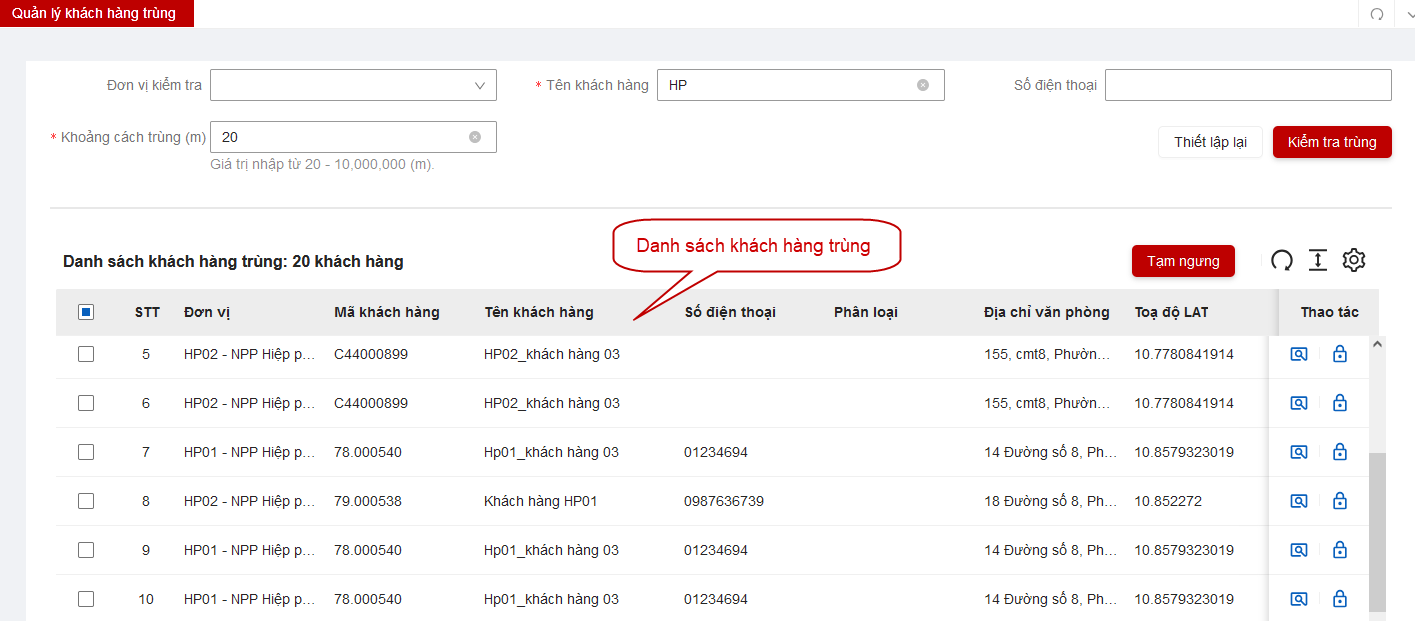 Quản lý khách hàng trùng
Đơn vị kiểm tra
* Tên khách hàng HP
Số điện thoại
* Khoảng cách trùng (m) 20
Thiết lập lại
Kiểm tra trùng
Giá trị nhập từ 20 - 10,000,000 (m).
Danh sách khách hàng trùng
Danh sách khách hàng trùng: 20 khách hàng
Tạm ngưng
STT Đơn vị Mã khách hàng Tên khách hàng Số điện thoại Phân loại Địa chỉ văn phòng Toạ độ LAT Thao tác
5 HP02 - NPP Hiệp p... C44000899 HP02_khách hàng 03 155, cmt8, Phườn... 10.7780841914
6 HP02 - NPP Hiệp p... C44000899 HP02_khách hàng 03 155, cmt8, Phườn... 10.7780841914
7 HP01 - NPP Hiệp p... 78.000540 Hp01_khách hàng 03 01234694 14 Đường số 8, Ph... 10.8579323019
8 HP02 - NPP Hiệp p... 79.000538 Khách hàng HP01 0987636739 18 Đường số 8, Ph... 10.852272
9 HP01 - NPP Hiệp p... 78.000540 Hp01_khách hàng 03 01234694 14 Đường số 8, Ph... 10.8579323019
10 HP01 - NPP Hiệp p... 78.000540 Hp01_khách hàng 03 01234694 14 Đường số 8, Ph... 10.8579323019